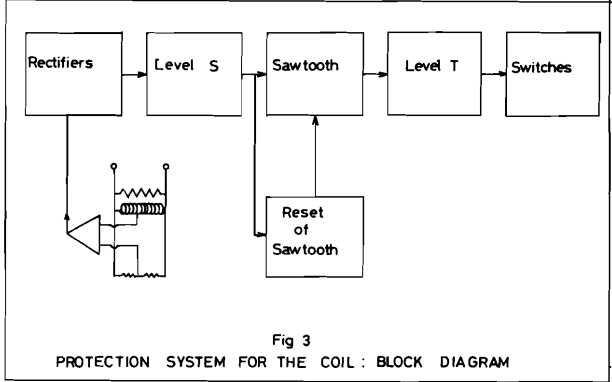 Rectifiers
Level S
Sawtooth
Level T
Switches
Reset
of
Sawtooth
Fig 3
PROTECTION SYSTEM FOR THE COIL : BLOCK DIAGRAM